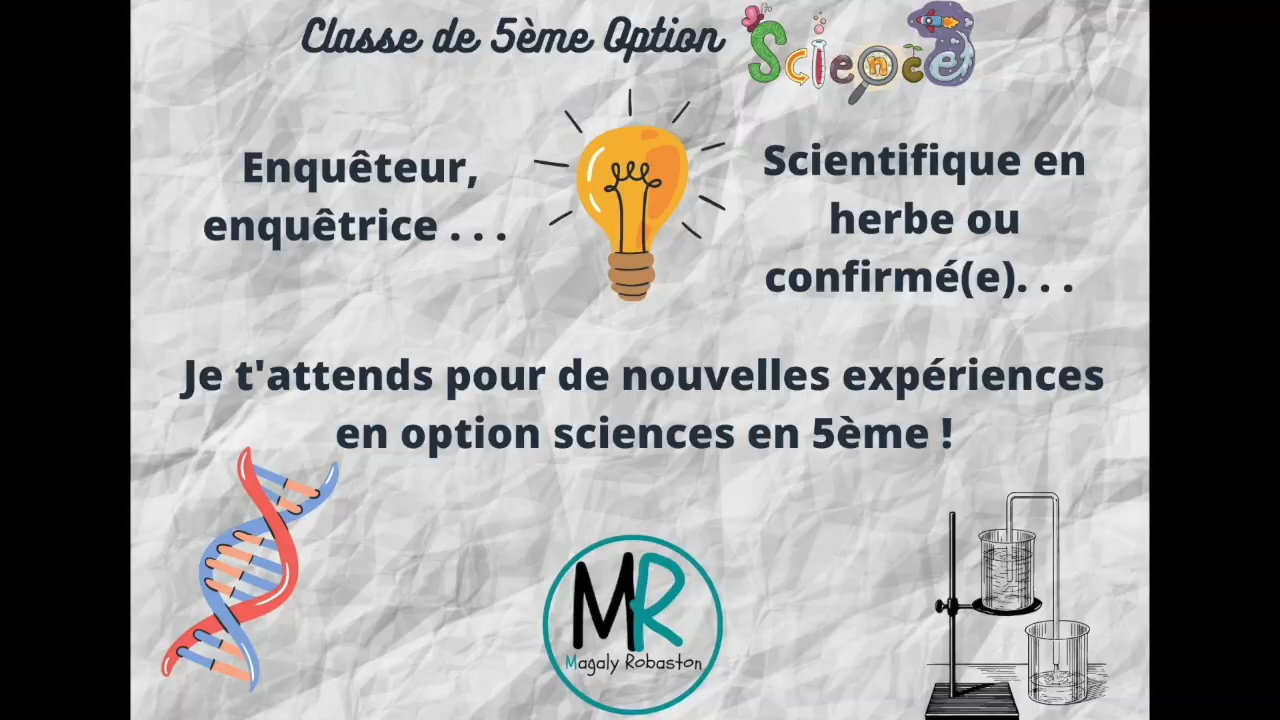 Classe de 5ème Option Science
Enquêteur,
enquêtrice . . .
Scientifique en
herbe ou
confirmé(e). . .
Je t'attends pour de nouvelles expériences
en option sciences en 5ème !
MR
Magaly Robaston